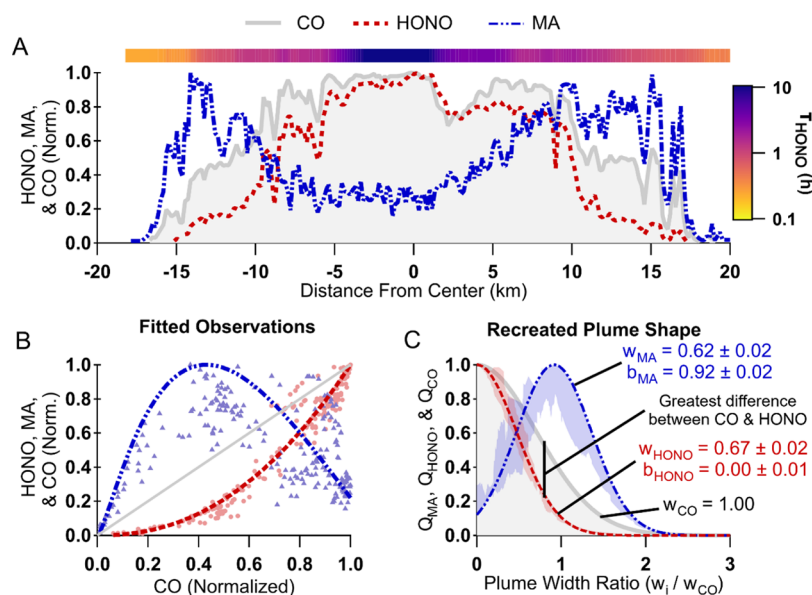 CO HONO MA
A
HONO, MA,
& CO (Norm.)
1.0
0.8
0.6
0.4
0.2
0.0
-20 -15 -10 -5 0 5 10 15 20
Distance From Center (km)
10
1
0.1
τHONO (h)
B
Fitted Observations
HONO, MA,
& CO (Normalized)
1.0
0.8
0.6
0.4
0.2
0.0
0.0 0.2 0.4 0.6 0.8 1.0
CO (Normalized)
C
Recreated Plume Shape
QMA, QHONO, & QCO
1.0
0.8
0.6
0.4
0.2
0.0
wMA = 0.62 ± 0.02
bMA = 0.92 ± 0.02
Greatest difference
between CO & HONO
wHONO = 0.67 ± 0.02
bHONO = 0.00 ± 0.01
wCO = 1.00
0 1 2 3
Plume Width Ratio (wi / wCO)